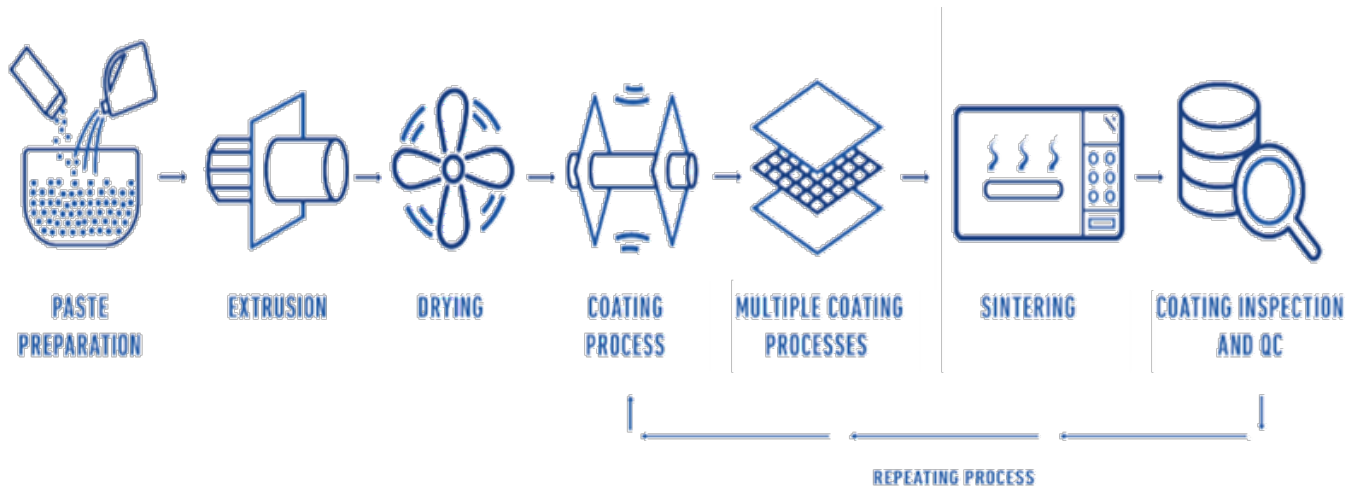 PASTE
PREPARATION
EXTRUSION
DRYING
COATING
PROCESS
MULTIPLE COATING
PROCESSES
SINTERING
COATING INSPECTION
AND QC
REPEATING PROCESS